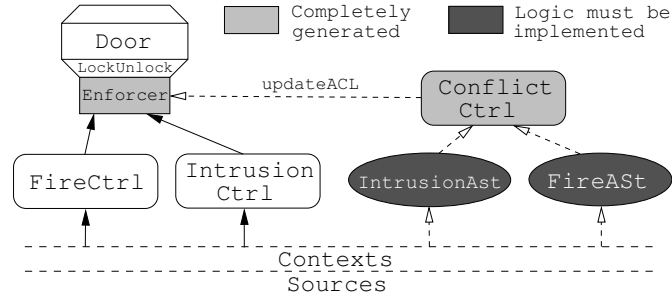 Door
LockUnlock
Enforcer
Completely
generated
Logic must be
implemented
updateACL
Conflict
Ctrl
FireCtrl
Intrusion
Ctrl
IntrusionAst
FireASt
Contexts
Sources